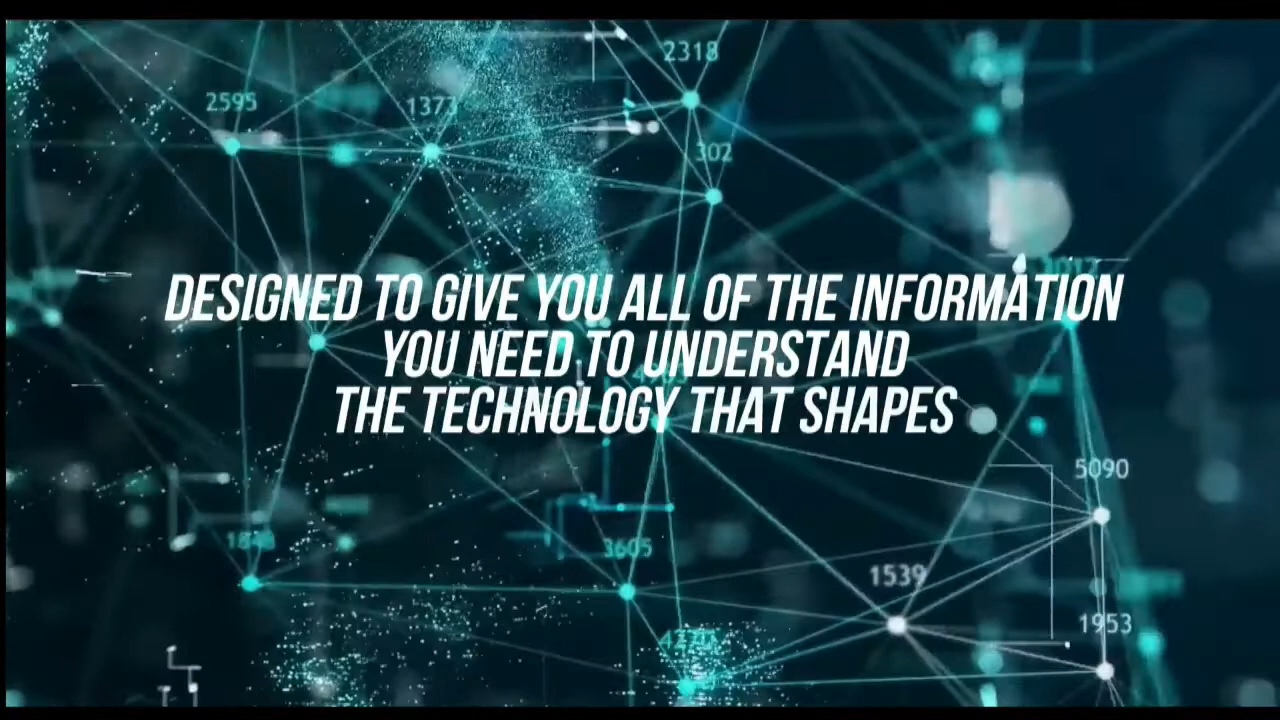 2318
2595
1373
302
DESIGNED TO GIVE YOU ALL OF THE INFORMATION
YOU NEED TO UNDERSTAND
THE TECHNOLOGY THAT SHAPES
5090
3605
1539
1953